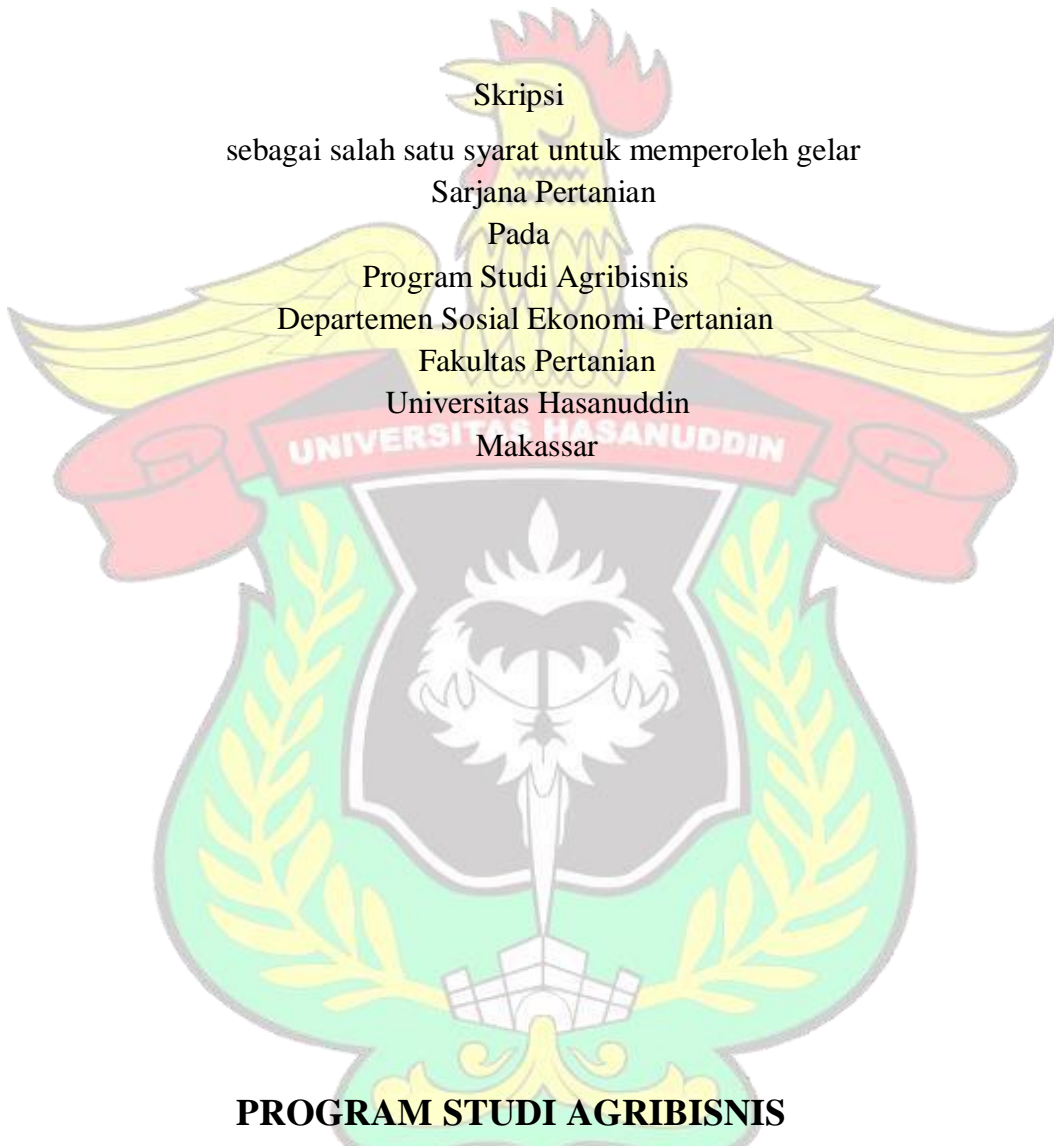 Skripsi
sebagai salah satu syarat untuk memperoleh gelar
Sarjana Pertanian
Pada
Program Studi Agribisnis
Departemen Sosial Ekonomi Pertanian
Fakultas Pertanian
Universitas Hasanuddin
UNIVERSITAS HASANUDDIN
Makassar
PROGRAM STUDI AGRIBISNIS